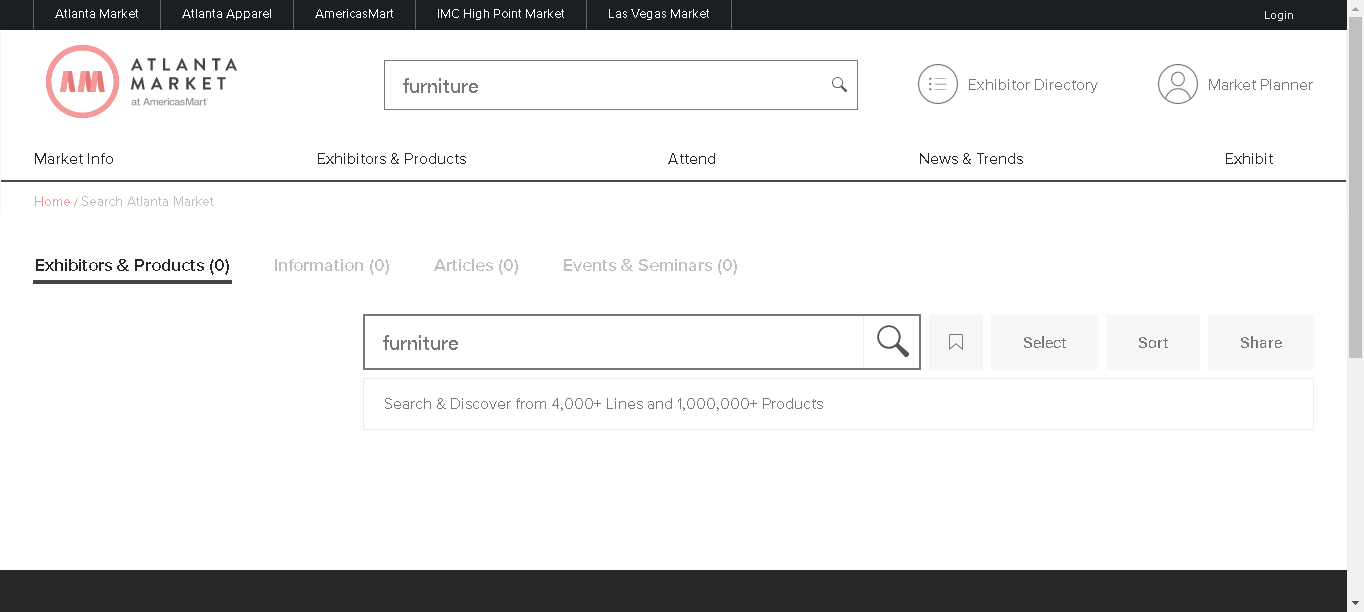 Atlanta Market Atlanta Apparel AmericasMart IMC High Point Market Las Vegas Market Login
ATLANTA
MARKET
at AmericasMart
furniture
Exhibitor Directory
Market Planner
Market Info Exhibitors & Products Attend News & Trends Exhibit
Home / Search Atlanta Market
Exhibitors & Products (0) Information (0) Articles (0) Events & Seminars (0)
furniture Select Sort Share
Search & Discover from 4,000+ Lines and 1,000,000+ Products